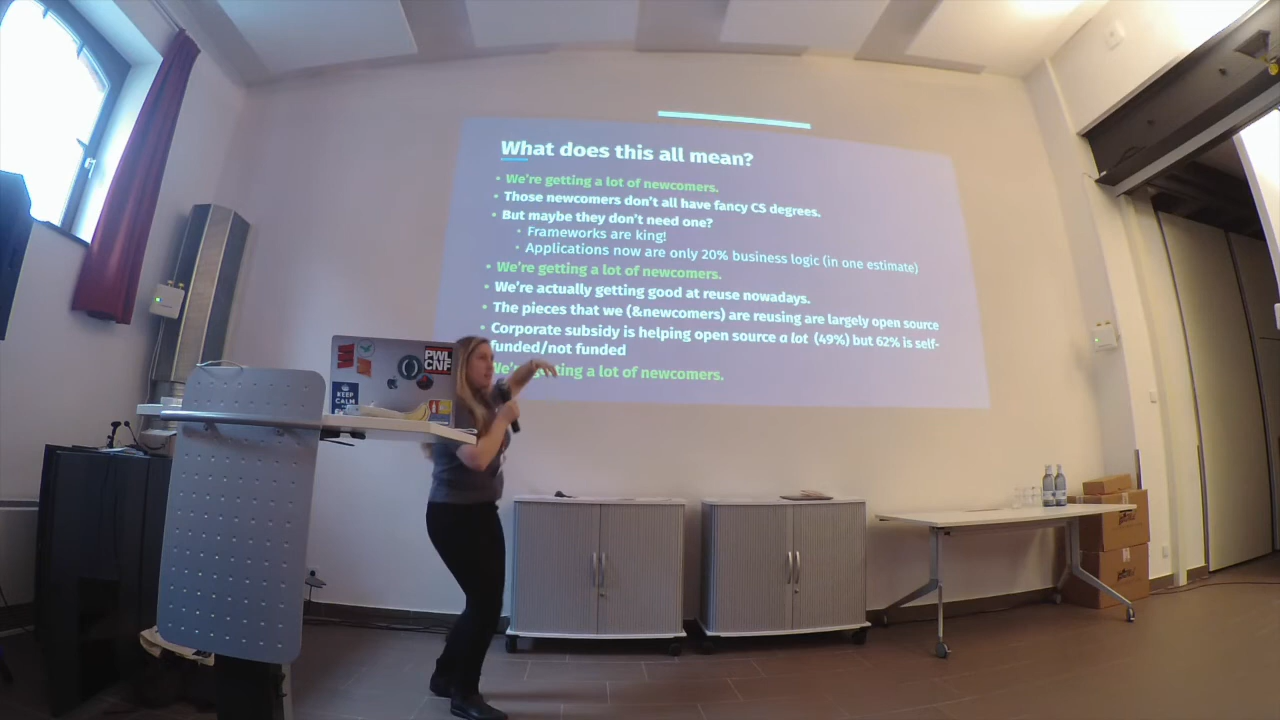 What does this all mean?
• We're getting a lot of newcomers.
• Those newcomers don't all have fancy CS degrees.
• But maybe they don't need one?
• Frameworks are king!
• Applications now are only 20% business logic (in one estimate)
• We're getting a lot of newcomers.
• We're actually getting good at reuse nowadays.
• The pieces that we (&newcomers) are reusing are largely open source
• Corporate subsidy is helping open source a lot (49%) but 62% is self-
funded/not funded
We're getting a lot of newcomers.
PWL
CNF
KEEP
CALM